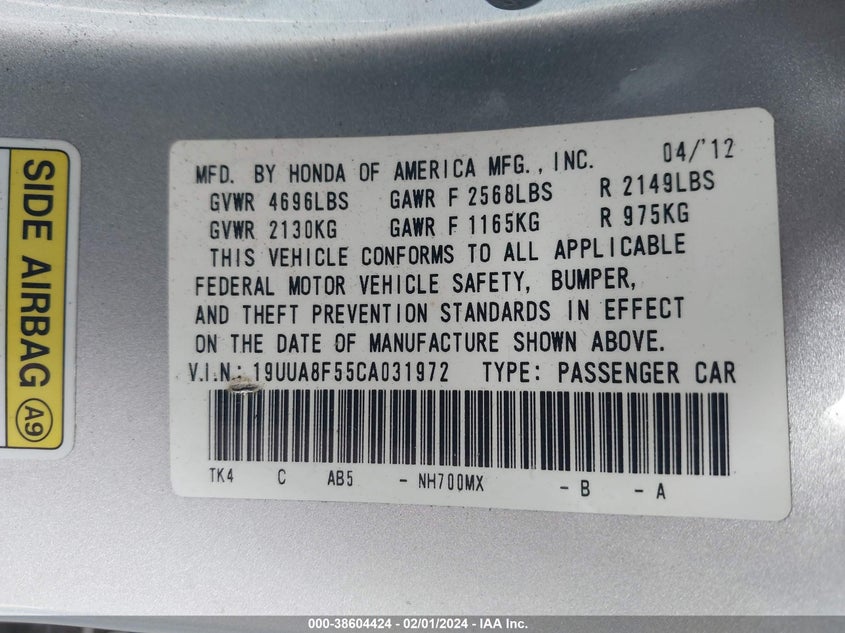 SIDE AIRBAG A9
MFD. BY HONDA OF AMERICA MFG., INC. 04/'12
GVWR 4696LBS GAWR F 2568LBS R 2149LBS
GVWR 2130KG GAWR F 1165KG R 975KG
THIS VEHICLE CONFORMS TO ALL APPLICABLE
FEDERAL MOTOR VEHICLE SAFETY, BUMPER,
AND THEFT PREVENTION STANDARDS IN EFFECT
ON THE DATE OF MANUFACTURE SHOWN ABOVE.
V.I.N.: 19UUA8F55CA031972 TYPE: PASSENGER CAR
TK4 C AB5 - NH700MX - B - A
000-38604424 - 02/01/2024 - IAA Inc.